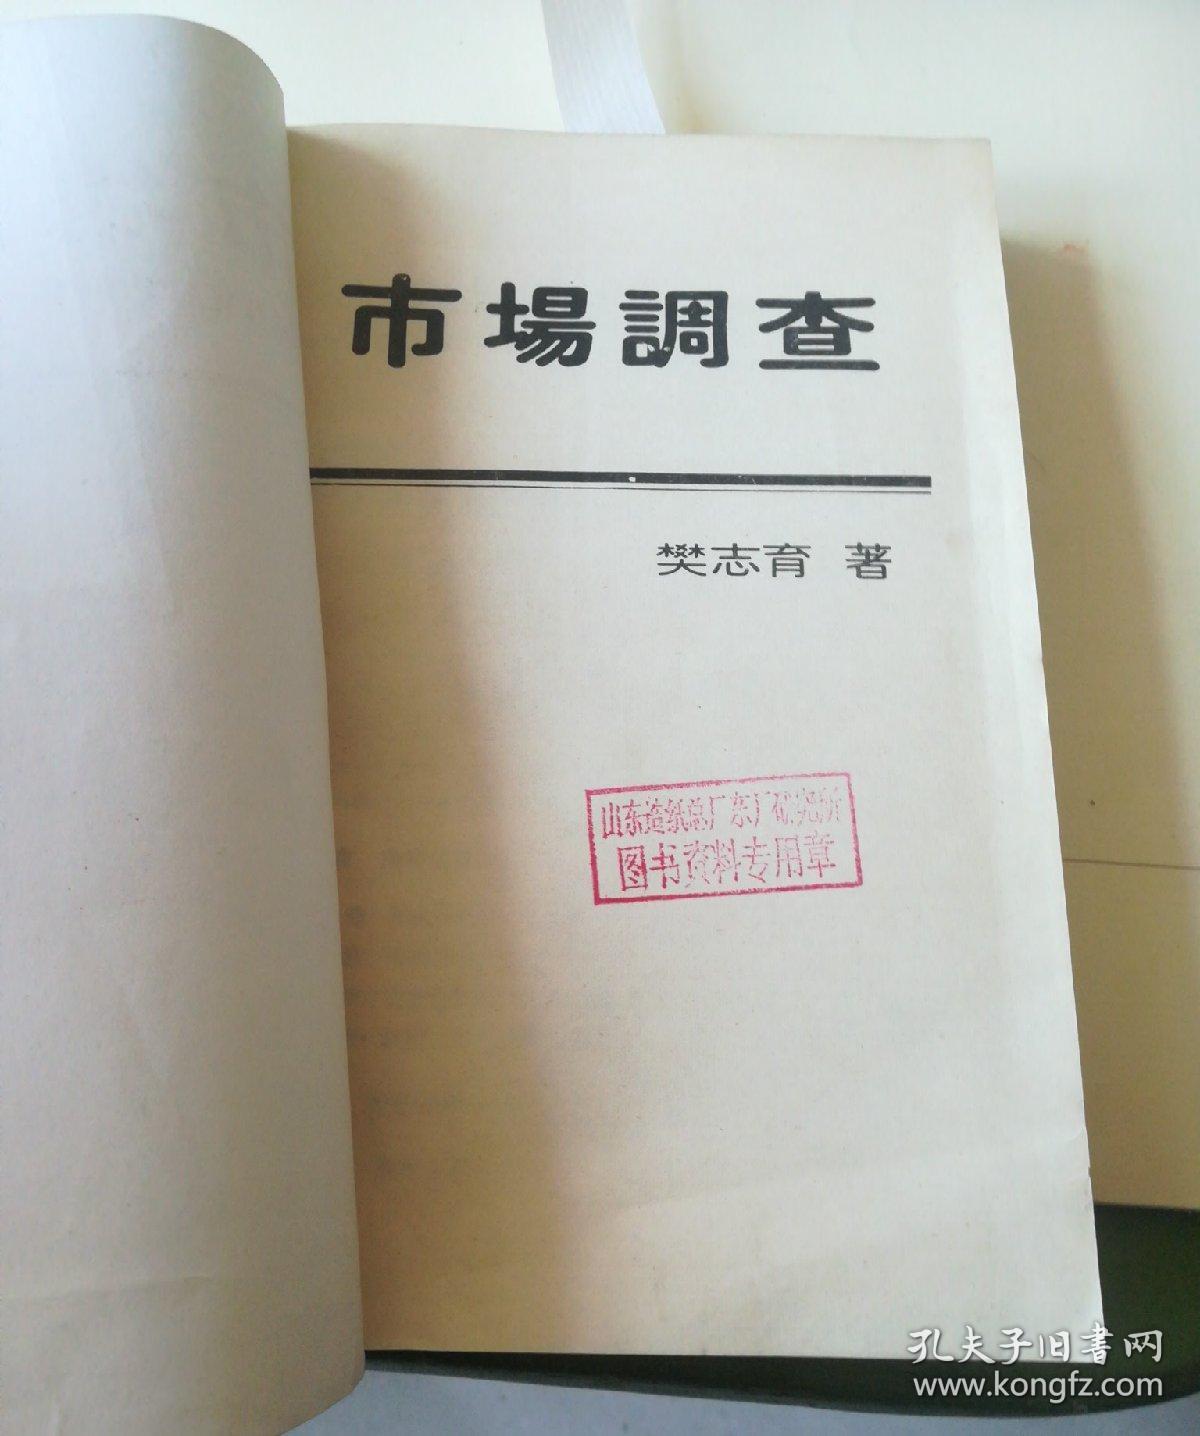 市場調查
樊志育 著
山东造纸总厂东厂研究所
图书资料专用章
孔夫子旧书网
www.kongfz.com